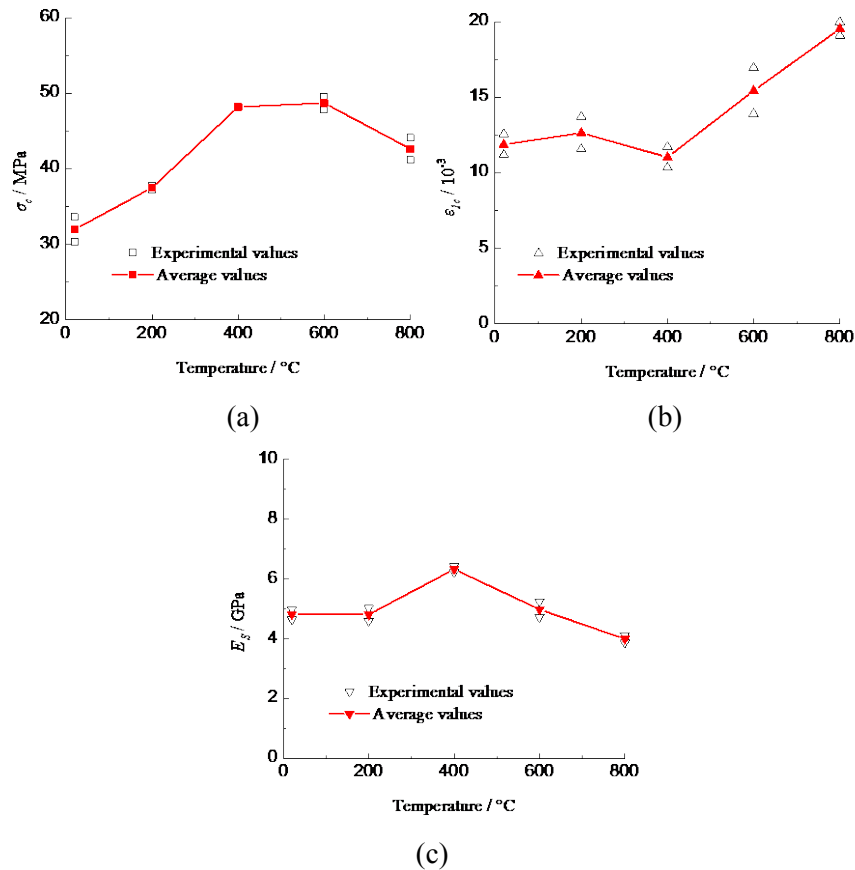 60
50
40
30
20
σc / MPa
Experimental values
Average values
0 200 400 600 800
Temperature / °C
(a)
20
15
10
5
0
ε1c / 10-3
Experimental values
Average values
0 200 400 600 800
Temperature / °C
(b)
10
8
6
4
2
0
ES / GPa
Experimental values
Average values
0 200 400 600 800
Temperature / °C
(c)